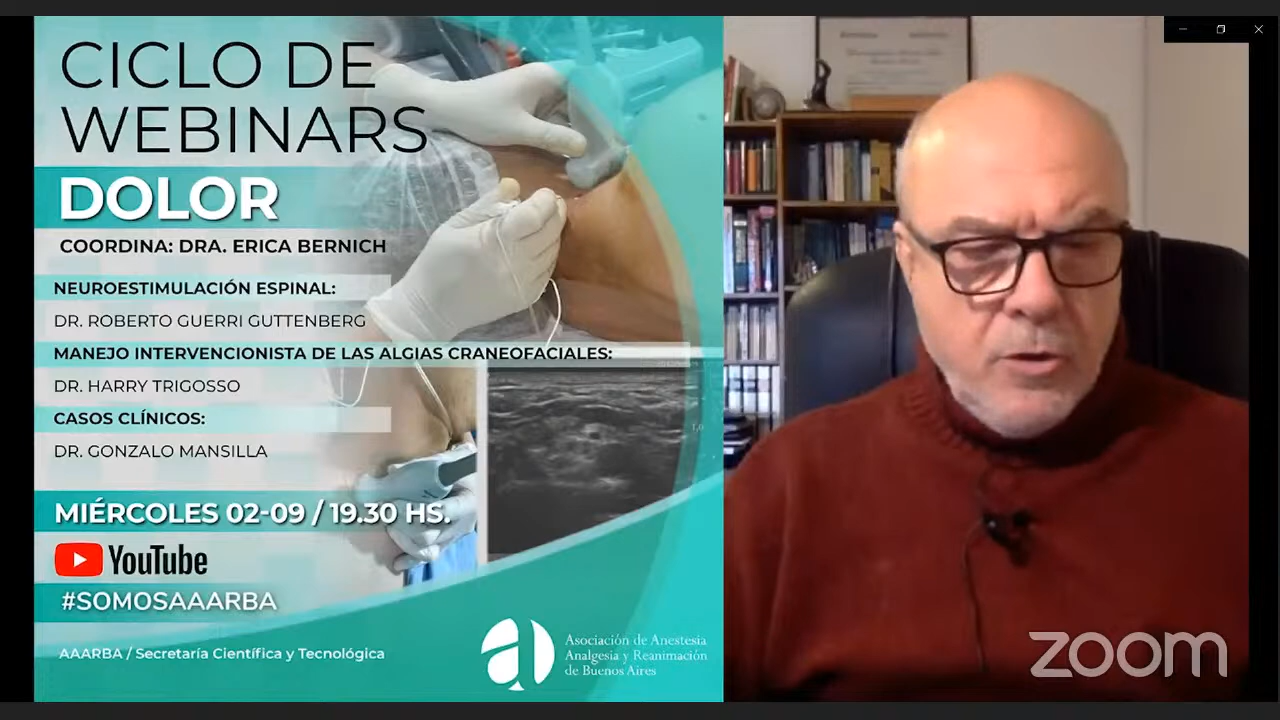 CICLO DE
WEBINARS
DOLOR
COORDINA: DRA. ERICA BERNICH
NEUROESTIMULACIÓN ESPINAL:
DR. ROBERTO GUERRI GUTTENBERG
MANEJO INTERVENCIONISTA DE LAS ALGIAS CRANEOFACIALES:
DR. HARRY TRIGOSSO
CASOS CLÍNICOS:
DR. GONZALO MANSILLA
1,0
MIÉRCOLES 02-09 / 19.30 HS.
YouTube
#SOMOSAAARBA
AAARBA / Secretaría Científica y Tecnológica
a
Asociación de Anestesia
Analgesia y Reanimación
de Buenos Aires
zoom